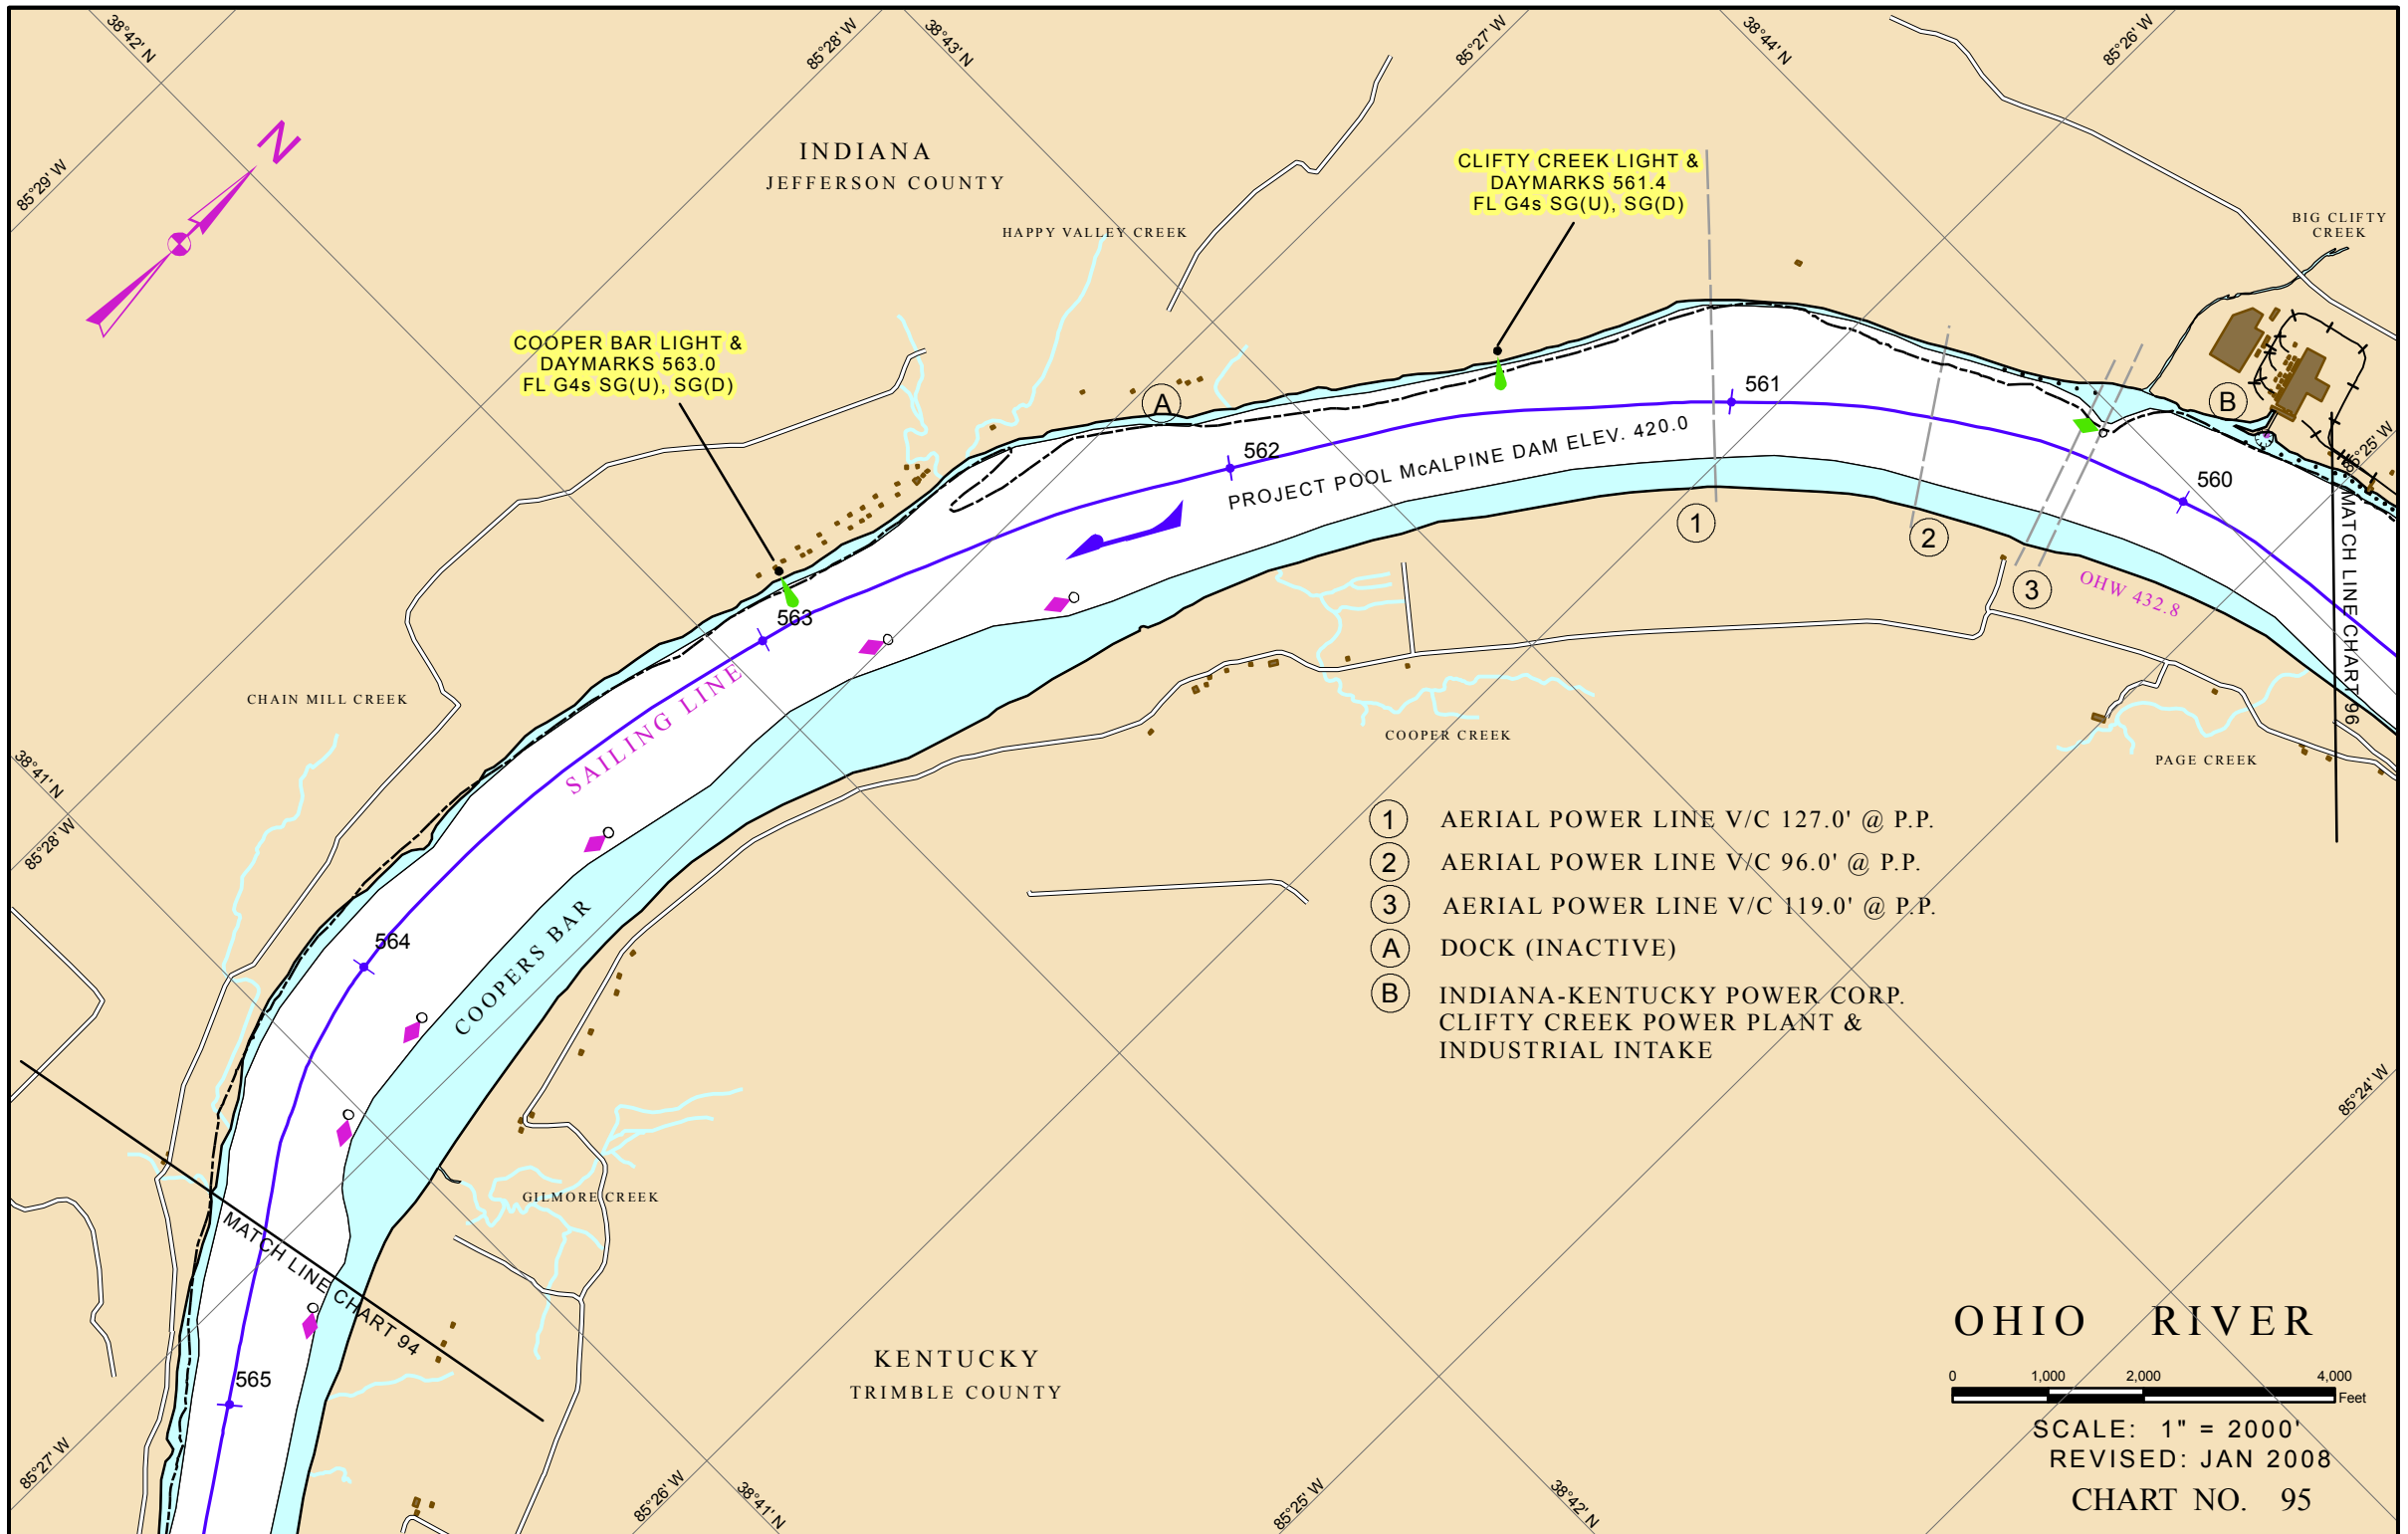 38°42' N
85°28' W
38°43' N
85°27' W
38°44' N
85°26' W
85°29' W
N
INDIANA
JEFFERSON COUNTY
CLIFTY CREEK LIGHT &
DAYMARKS 561.4
FL G4s SG(U), SG(D)
HAPPY VALLEY CREEK
BIG CLIFTY
CREEK
COOPER BAR LIGHT &
DAYMARKS 563.0
FL G4s SG(U), SG(D)
A
561
B
562
PROJECT POOL McALPINE DAM ELEV. 420.0
85°25' W
560
1
2
3
OHW 432.8
MATCH LINE CHART 96
563
SAILING LINE
CHAIN MILL CREEK
COOPER CREEK
PAGE CREEK
38°41' N
85°28' W
1 AERIAL POWER LINE V/C 127.0' @ P.P.
2 AERIAL POWER LINE V/C 96.0' @ P.P.
3 AERIAL POWER LINE V/C 119.0' @ P.P.
A DOCK (INACTIVE)
B INDIANA-KENTUCKY POWER CORP.
CLIFTY CREEK POWER PLANT &
INDUSTRIAL INTAKE
564
COOPERS BAR
85°24' W
GILMORE CREEK
MATCH LINE CHART 94
565
KENTUCKY
TRIMBLE COUNTY
OHIO RIVER
0 1,000 2,000 4,000
Feet
SCALE: 1" = 2000'
REVISED: JAN 2008
CHART NO. 95
85°27' W
85°26' W
38°41' N
85°25' W
38°42' N